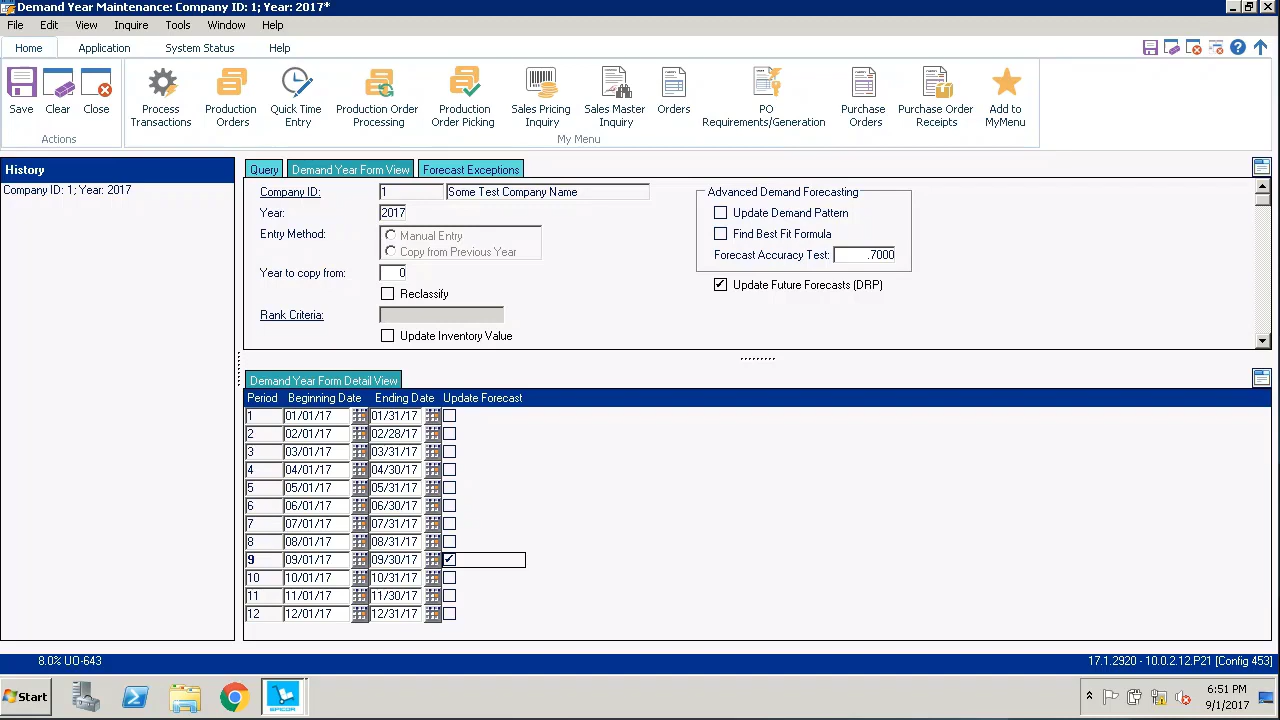 Demand Year Maintenance: Company ID: 1; Year: 2017*
File Edit View Inquire Tools Window Help
Home Application System Status Help
Save Clear Close
Actions
Process Transactions
Production Orders
Quick Time Entry
Production Order Processing
Production Order Picking
Sales Pricing Inquiry
Sales Master Inquiry
Orders
PO Requirements/Generation
Purchase Orders
Purchase Order Receipts
Add to MyMenu
My Menu
History
Company ID: 1; Year: 2017
Query Demand Year Form View Forecast Exceptions
Company ID: 1 Some Test Company Name
Year: 2017
Entry Method: Manual Entry
Copy from Previous Year
Year to copy from: 0
Reclassify
Rank Criteria:
Update Inventory Value
Advanced Demand Forecasting
Update Demand Pattern
Find Best Fit Formula
Forecast Accuracy Test: .7000
Update Future Forecasts (DRP)
Demand Year Form Detail View
Period Beginning Date Ending Date Update Forecast
1 01/01/17 01/31/17
2 02/01/17 02/28/17
3 03/01/17 03/31/17
4 04/01/17 04/30/17
5 05/01/17 05/31/17
6 06/01/17 06/30/17
7 07/01/17 07/31/17
8 08/01/17 08/31/17
9 09/01/17 09/30/17
10 10/01/17 10/31/17
11 11/01/17 11/30/17
12 12/01/17 12/31/17
8.0% UO-643 17.1.2920 - 10.0.2.12.P21 [Config 453]
Start
EPICOR
6:51 PM
9/1/2017